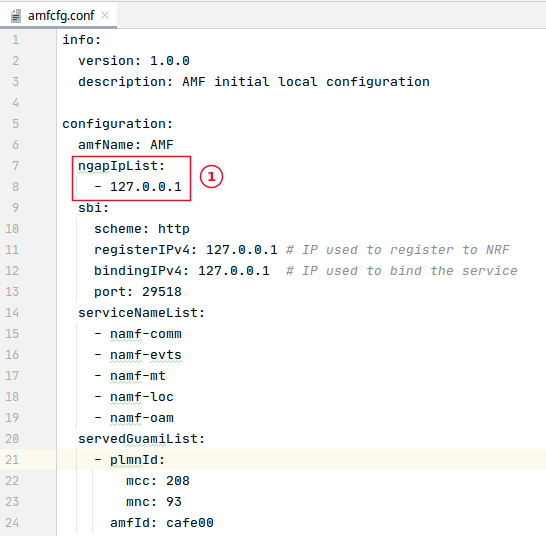 amfcfg.conf
1 info:
2   version: 1.0.0
3   description: AMF initial local configuration
4
5 configuration:
6   amfName: AMF
7   ngapIpList:
8     - 127.0.0.1
1
9   sbi:
10     scheme: http
11     registerIPv4: 127.0.0.1 # IP used to register to NRF
12     bindingIPv4: 127.0.0.1  # IP used to bind the service
13     port: 29518
14   serviceNameList:
15     - namf-comm
16     - namf-evts
17     - namf-mt
18     - namf-loc
19     - namf-oam
20   servedGuamiList:
21     - plmnId:
22         mcc: 208
23         mnc: 93
24       amfId: cafe00